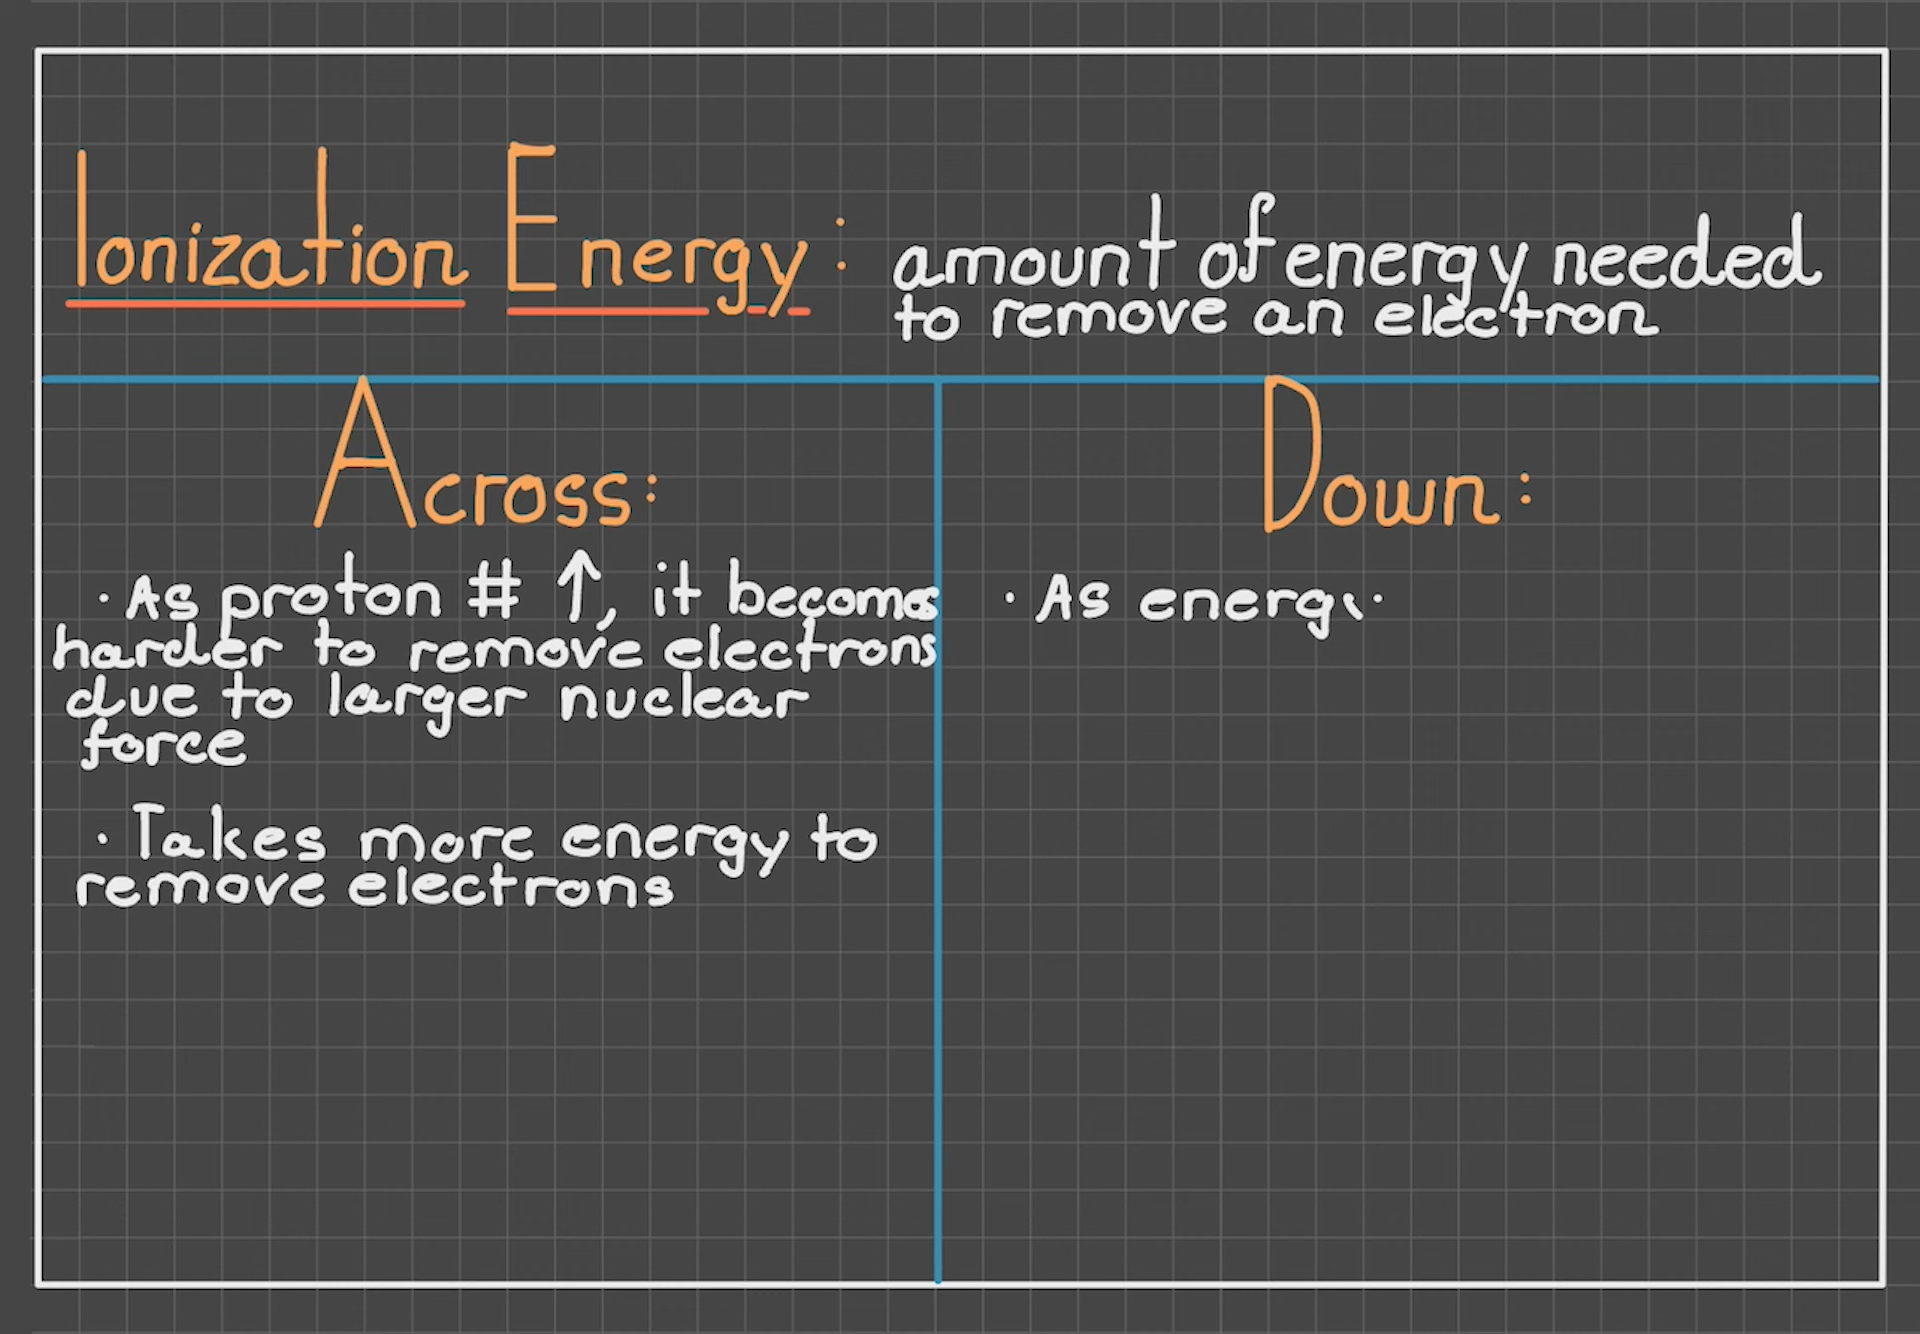 Ionization Energy: amount of energy needed
to remove an electron
Across:
· As proton # ↑, it becomes
harder to remove electrons
due to larger nuclear
force
· Takes more energy to
remove electrons
Down:
· As